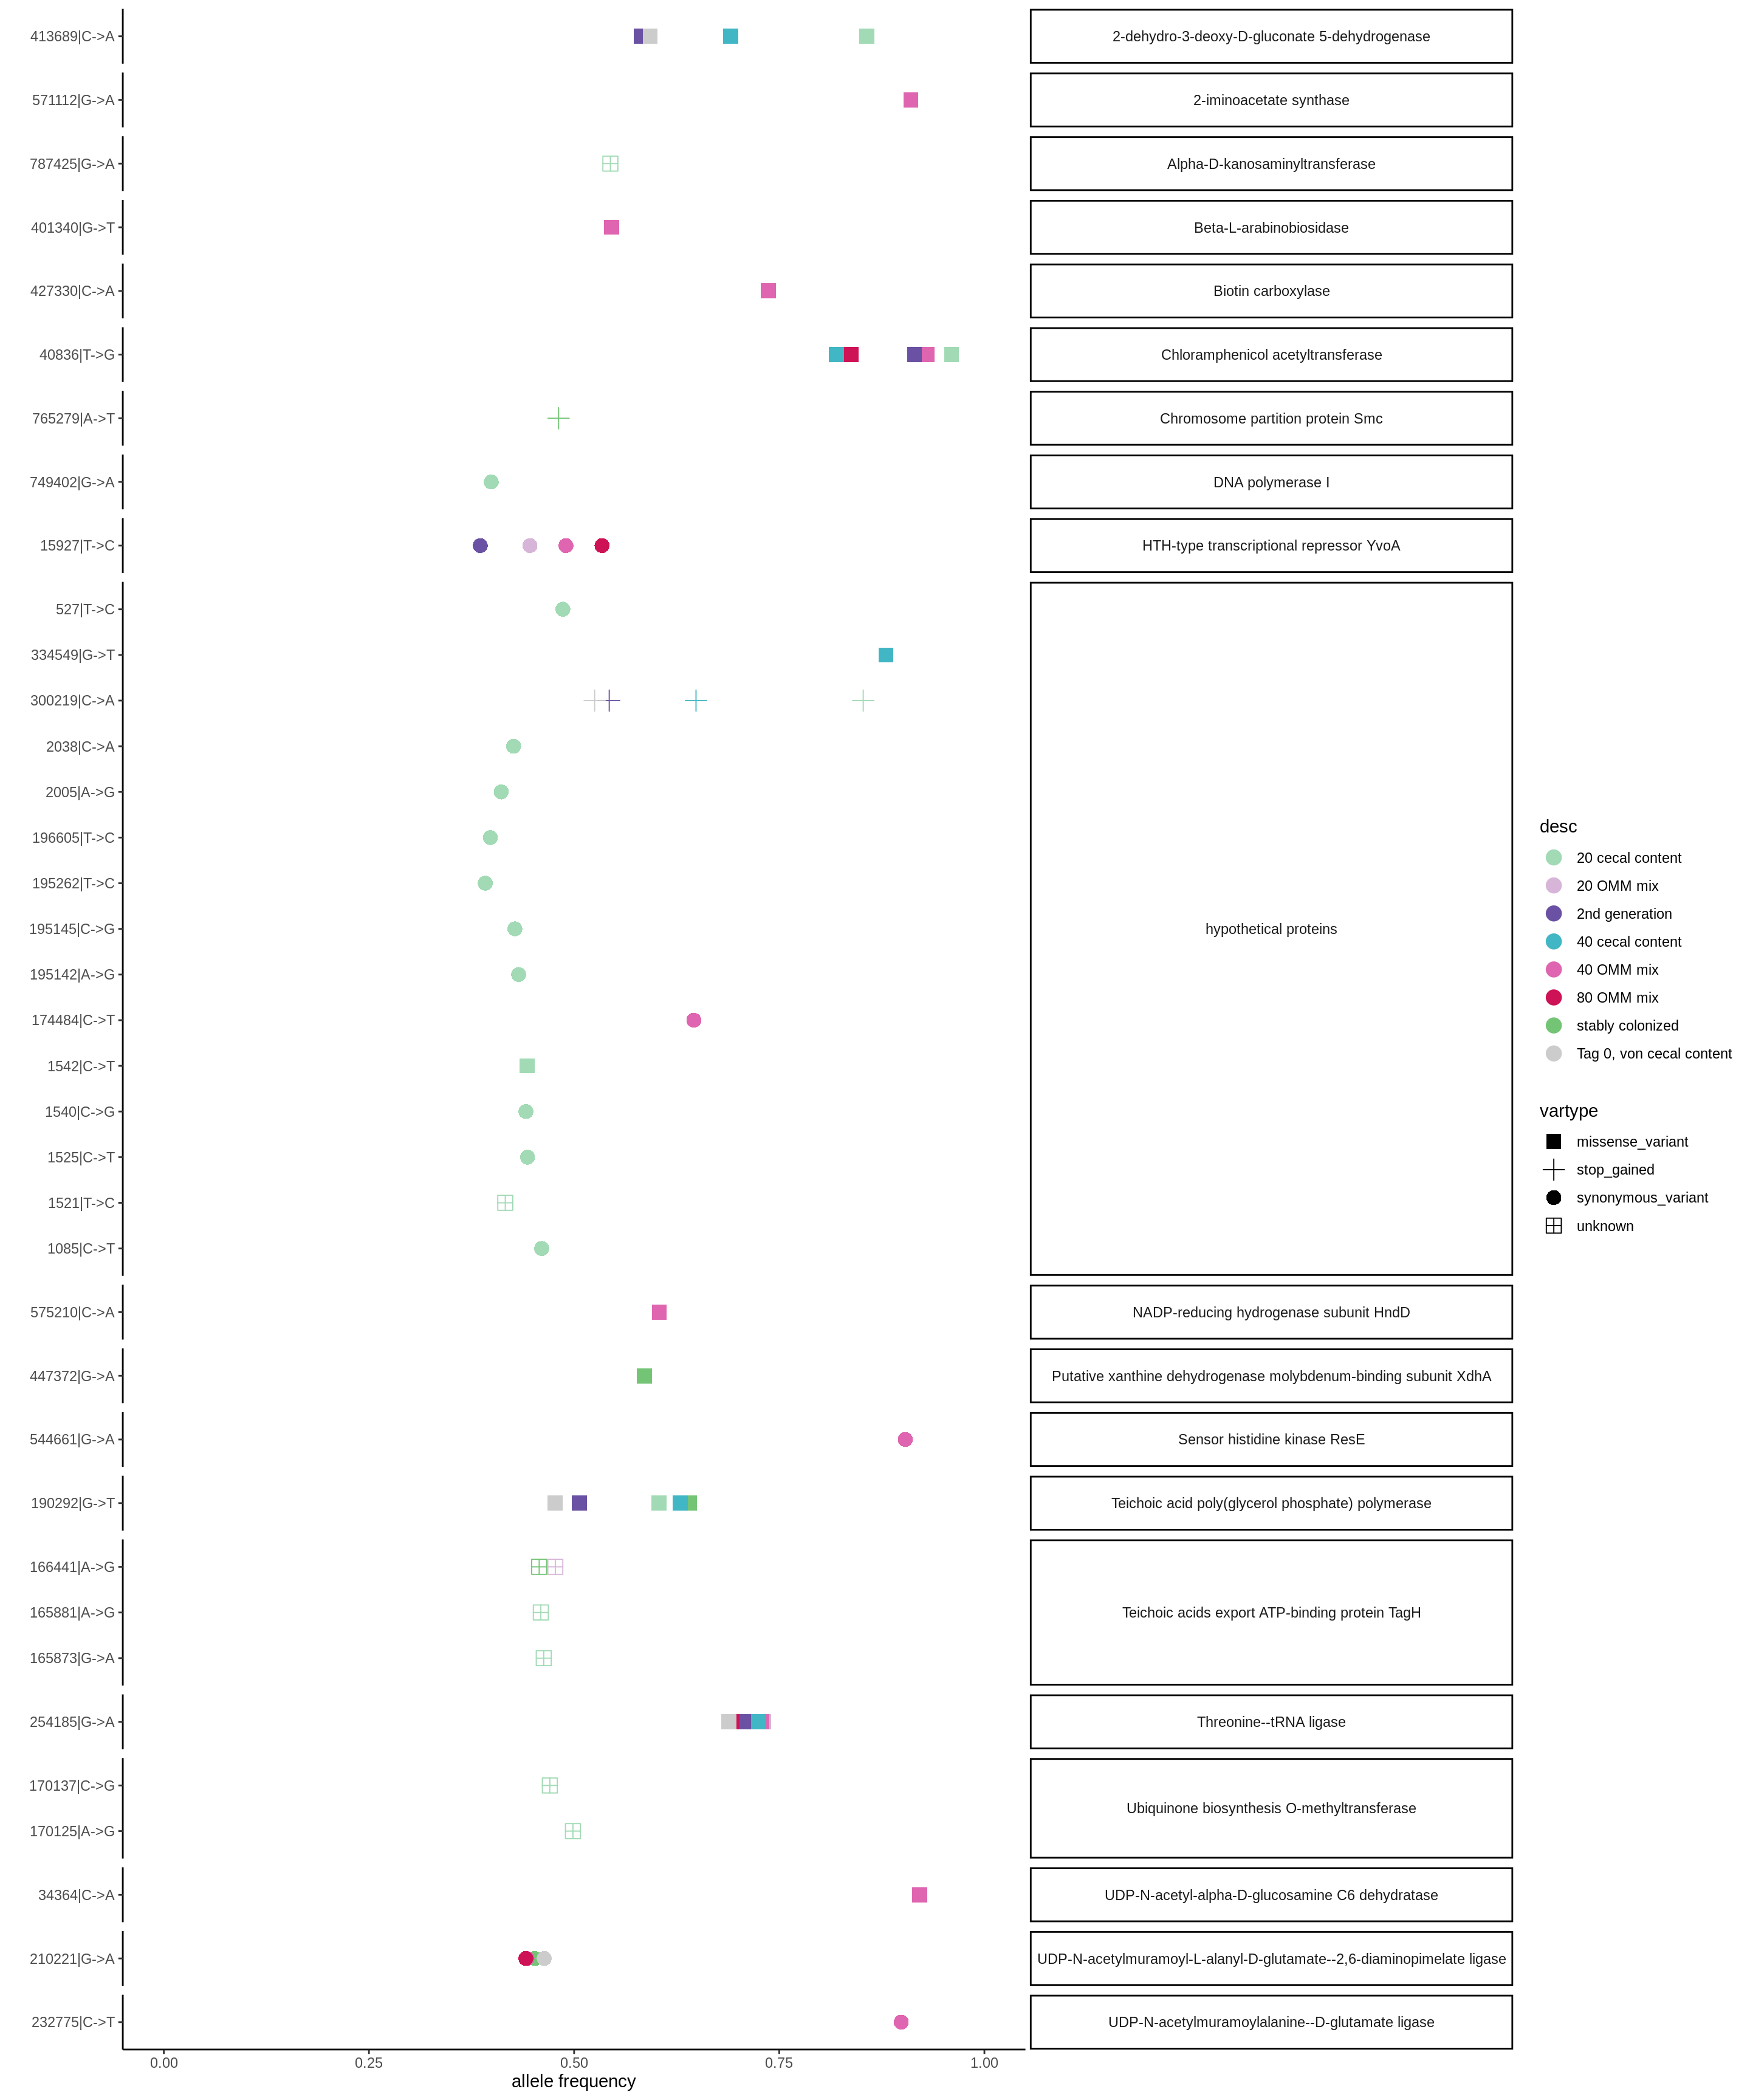 413689|C->A
2-dehydro-3-deoxy-D-gluconate 5-dehydrogenase
571112|G->A
2-iminoacetate synthase
787425|G->A
Alpha-D-kanosaminyltransferase
401340|G->T
Beta-L-arabinobiosidase
427330|C->A
Biotin carboxylase
40836|T->G
Chloramphenicol acetyltransferase
765279|A->T
Chromosome partition protein Smc
749402|G->A
DNA polymerase I
15927|T->C
HTH-type transcriptional repressor YvoA
527|T->C
334549|G->T
300219|C->A
2038|C->A
2005|A->G
196605|T->C
195262|T->C
195145|C->G
195142|A->G
174484|C->T
1542|C->T
1540|C->G
1525|C->T
1521|T->C
1085|C->T
hypothetical proteins
575210|C->A
NADP-reducing hydrogenase subunit HndD
447372|G->A
Putative xanthine dehydrogenase molybdenum-binding subunit XdhA
544661|G->A
Sensor histidine kinase ResE
190292|G->T
Teichoic acid poly(glycerol phosphate) polymerase
166441|A->G
165881|A->G
165873|G->A
Teichoic acids export ATP-binding protein TagH
254185|G->A
Threonine--tRNA ligase
170137|C->G
170125|A->G
Ubiquinone biosynthesis O-methyltransferase
34364|C->A
UDP-N-acetyl-alpha-D-glucosamine C6 dehydratase
210221|G->A
UDP-N-acetylmuramoyl-L-alanyl-D-glutamate--2,6-diaminopimelate ligase
232775|C->T
UDP-N-acetylmuramoylalanine--D-glutamate ligase
0.00 0.25 0.50 0.75 1.00
allele frequency
desc
20 cecal content
20 OMM mix
2nd generation
40 cecal content
40 OMM mix
80 OMM mix
stably colonized
Tag 0, von cecal content
vartype
missense_variant
stop_gained
synonymous_variant
unknown